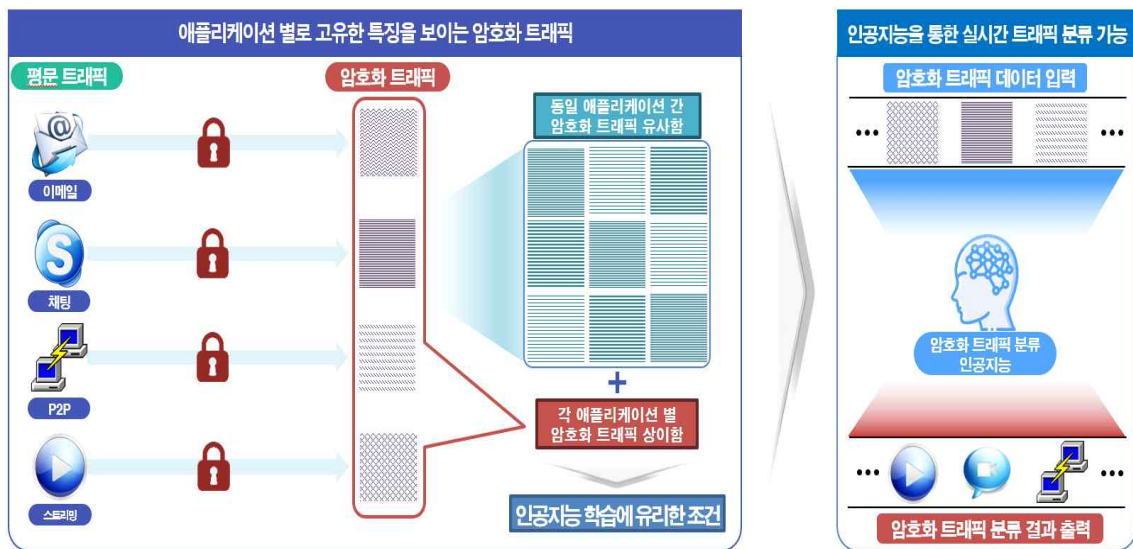 애플리케이션 별로 고유한 특징을 보이는 암호화 트래픽
평문 트래픽
암호화 트래픽
이메일
채팅
P2P
스트리밍
동일 애플리케이션 간
암호화 트래픽 유사함
+
각 애플리케이션 별
암호화 트래픽 상이함
인공지능 학습에 유리한 조건
인공지능을 통한 실시간 트래픽 분류 가능
암호화 트래픽 데이터 입력
...
...
암호화 트래픽 분류
인공지능
...
...
암호화 트래픽 분류 결과 출력